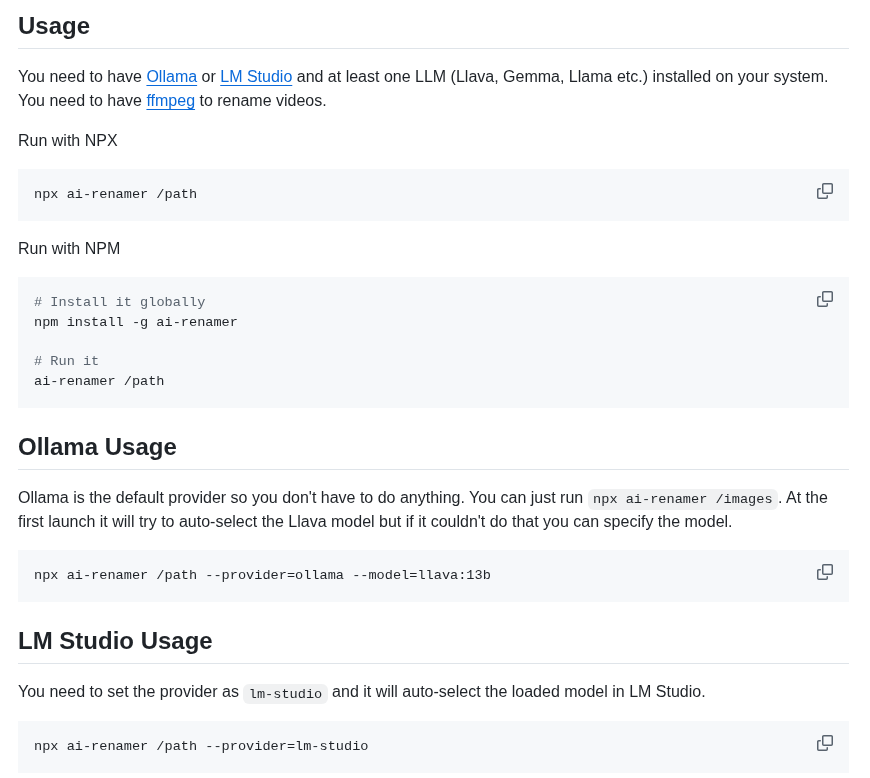 Usage
You need to have Ollama or LM Studio and at least one LLM (Llava, Gemma, Llama etc.) installed on your system.
You need to have ffmpeg to rename videos.
Run with NPX
npx ai-renamer /path
Run with NPM
# Install it globally
npm install -g ai-renamer
# Run it
ai-renamer /path
Ollama Usage
Ollama is the default provider so you don't have to do anything. You can just run npx ai-renamer /images. At the
first launch it will try to auto-select the Llava model but if it couldn't do that you can specify the model.
npx ai-renamer /path --provider=ollama --model=llava:13b
LM Studio Usage
You need to set the provider as lm-studio and it will auto-select the loaded model in LM Studio.
npx ai-renamer /path --provider=lm-studio